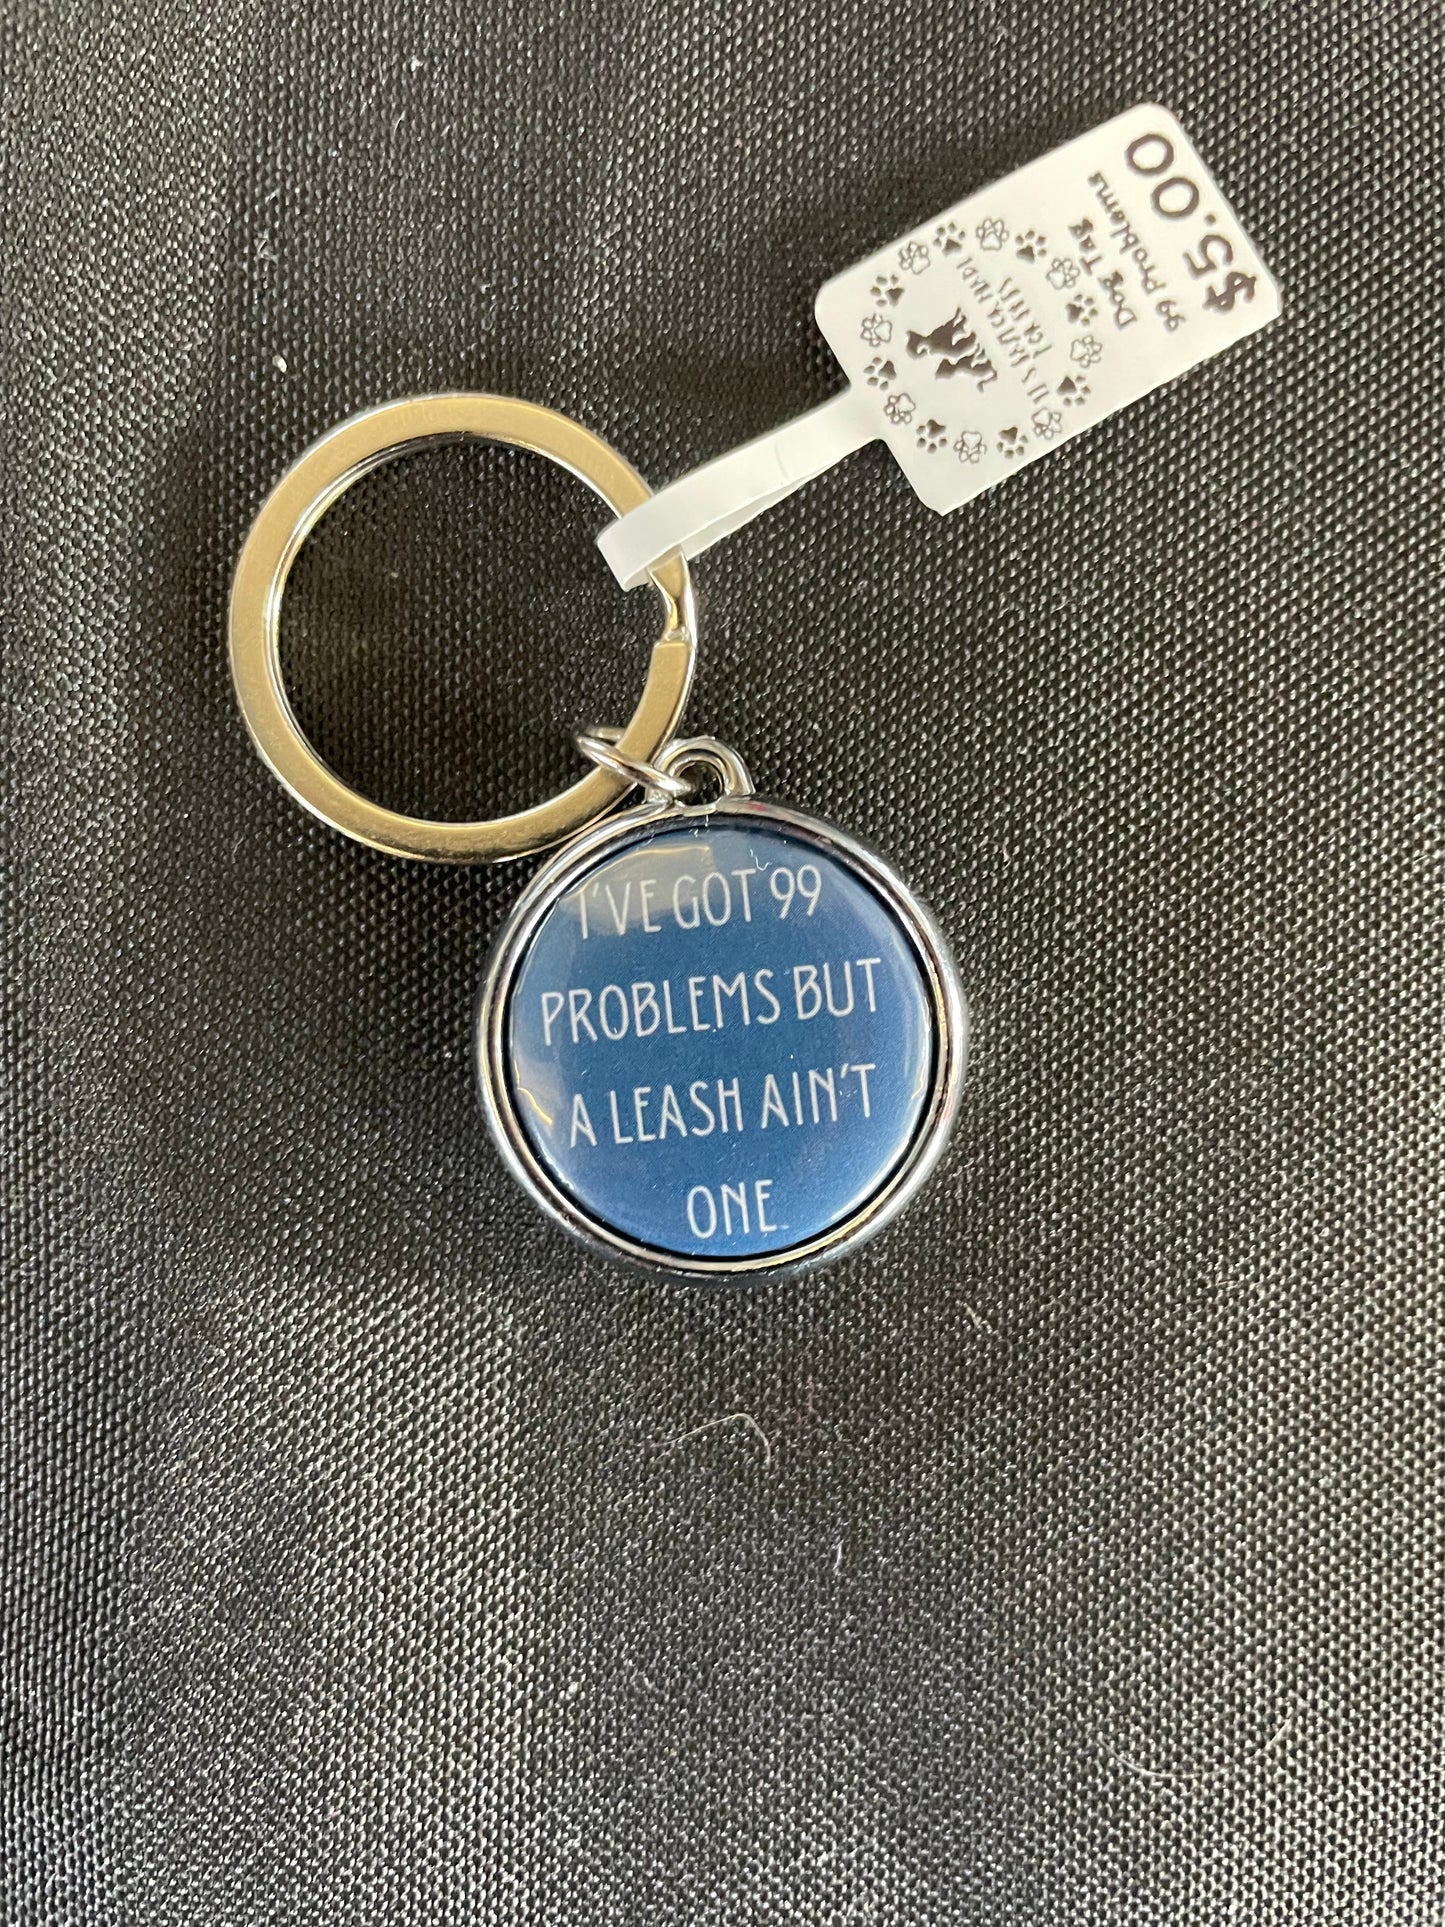 I'VE GOT 99
PROBLEMS BUT
A LEASH AIN'T
ONE.
Dog Tag
99 Problems
$5.00